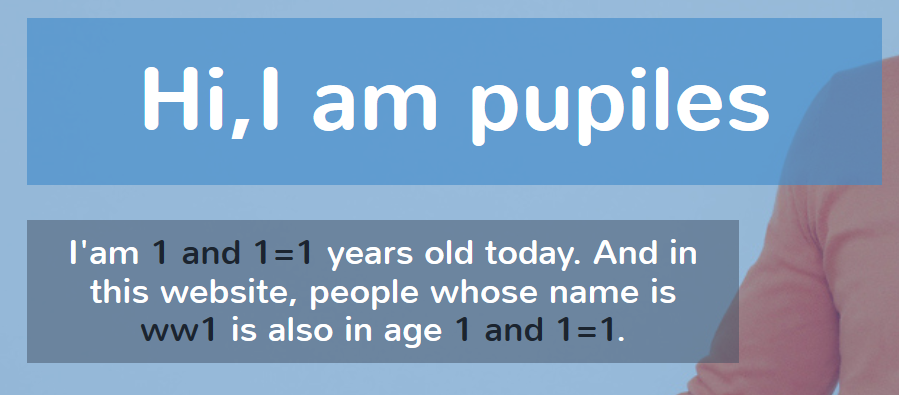 Hi,I am pupiles
I'am 1 and 1=1 years old today. And in
this website, people whose name is
ww1 is also in age 1 and 1=1.